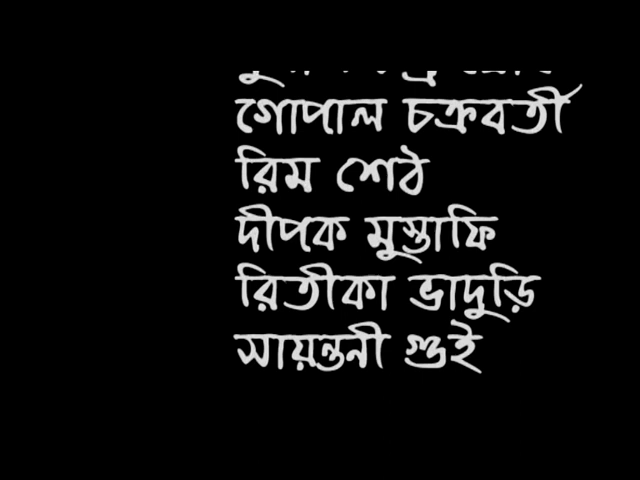 গোপাল চক্রবর্তী
রিম শেঠ
দীপক মুস্তাফি
রিতীকা ভাদুড়ি
সায়ন্তনী গুই